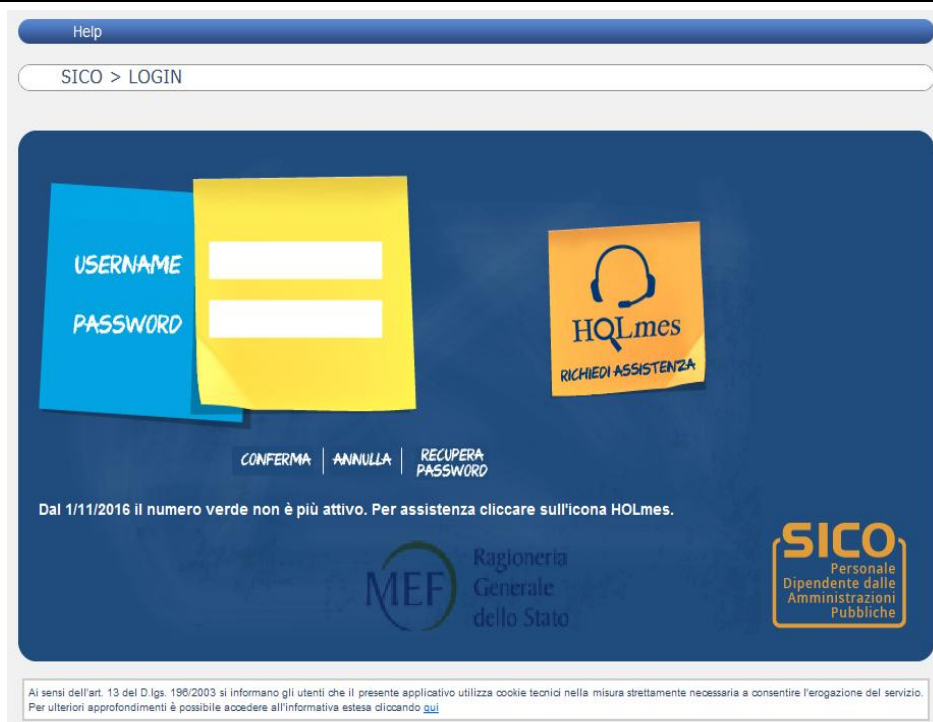 Help
SICO > LOGIN
USERNAME
PASSWORD
HOLmes
RICHIEDI ASSISTENZA
CONFERMA | ANNULLA | RECUPERA PASSWORD
Dal 1/11/2016 il numero verde non è più attivo. Per assistenza cliccare sull'icona HOLmes.
MEF
Ragioneria
Generale
dello Stato
SICO
Personale
Dipendente dalle
Amministrazioni
Pubbliche
Ai sensi dell'art. 13 del D.lgs. 196/2003 si informano gli utenti che il presente applicativo utilizza cookie tecnici nella misura strettamente necessaria a consentire l'erogazione del servizio.
Per ulteriori approfondimenti è possibile accedere all'informativa estesa cliccando qui